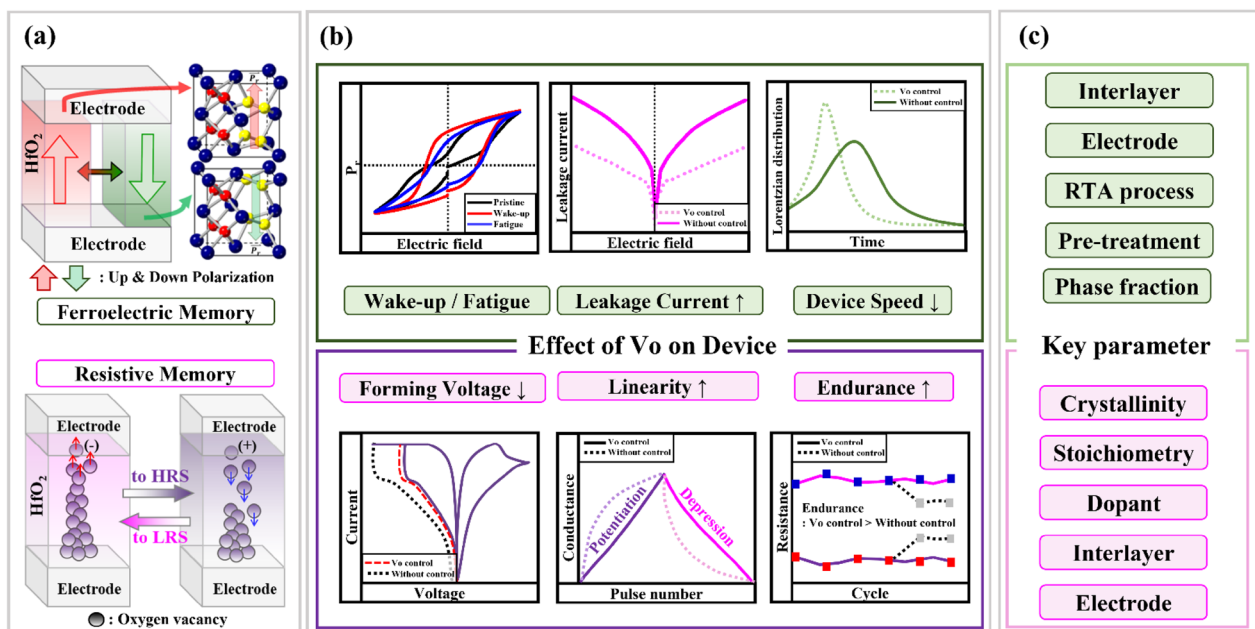 (a)
Electrode
HfO2
Electrode
Pr
Pr
: Up & Down Polarization
Ferroelectric Memory
Resistive Memory
Electrode
(-)
Electrode
(+)
HfO2
to HRS
to LRS
Electrode
Electrode
: Oxygen vacancy
(b)
Pr
Pristine
Wake-up
Fatigue
Electric field
Leakage current
Vo control
Without control
Electric field
Lorentzian distribution
Vo control
Without control
Time
Wake-up / Fatigue
Leakage Current ↑
Device Speed ↓
Effect of Vo on Device
Forming Voltage ↓
Linearity ↑
Endurance ↑
Current
Vo control
Without control
Voltage
Conductance
Vo control
Without control
Potentiation
Depression
Pulse number
Resistance
Vo control
Without control
Endurance
: Vo control > Without control
Cycle
(c)
Interlayer
Electrode
RTA process
Pre-treatment
Phase fraction
Key parameter
Crystallinity
Stoichiometry
Dopant
Interlayer
Electrode